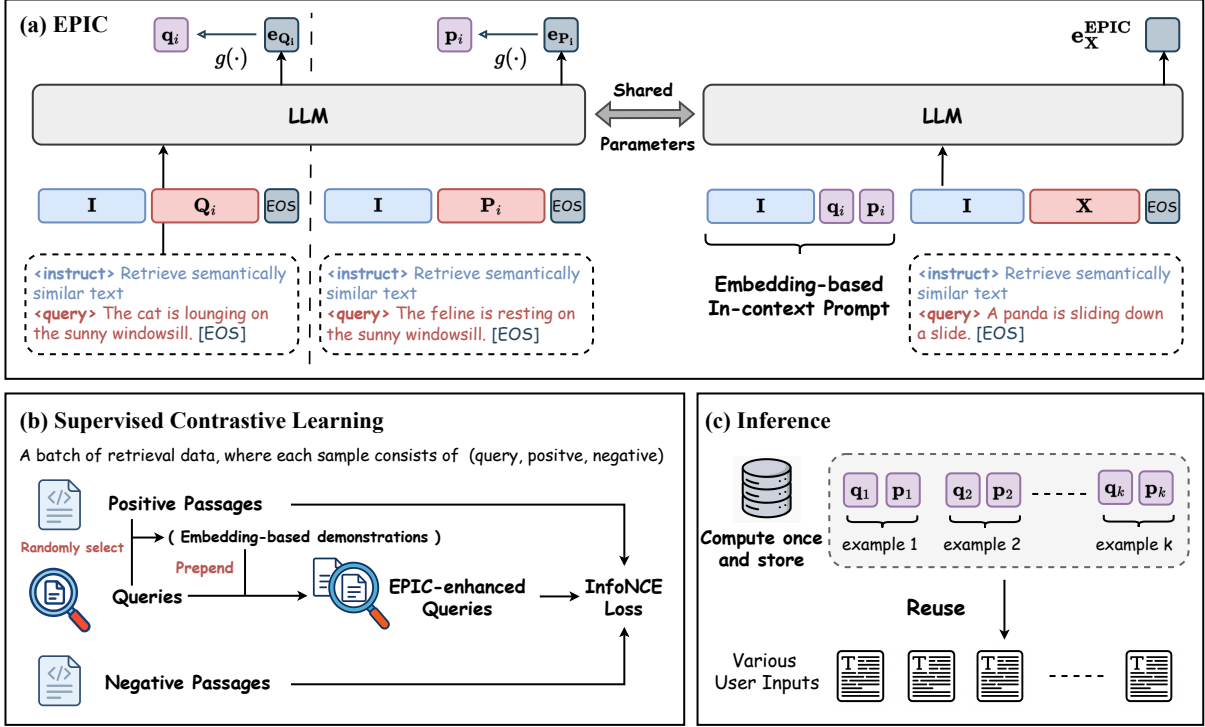 (a) EPIC
q_i
e_{Q_i}
g(·)
p_i
e_{P_i}
g(·)
e_X^{EPIC}
LLM
Shared
Parameters
LLM
I
Q_i
EOS
I
P_i
EOS
I
q_i
p_i
I
X
EOS
<instruct> Retrieve semantically
similar text
<query> The cat is lounging on
the sunny windowsill. [EOS]
<instruct> Retrieve semantically
similar text
<query> The feline is resting on
the sunny windowsill. [EOS]
Embedding-based
In-context Prompt
<instruct> Retrieve semantically
similar text
<query> A panda is sliding down
a slide. [EOS]
(b) Supervised Contrastive Learning
A batch of retrieval data, where each sample consists of (query, positve, negative)
</>
Positive Passages
Randomly select
( Embedding-based demonstrations )
Prepend
Queries
EPIC-enhanced
Queries
InfoNCE
Loss
</>
Negative Passages
(c) Inference
Compute once
and store
q_1
p_1
q_2
p_2
q_k
p_k
example 1
example 2
example k
Reuse
Various
User Inputs
T
T
T
T